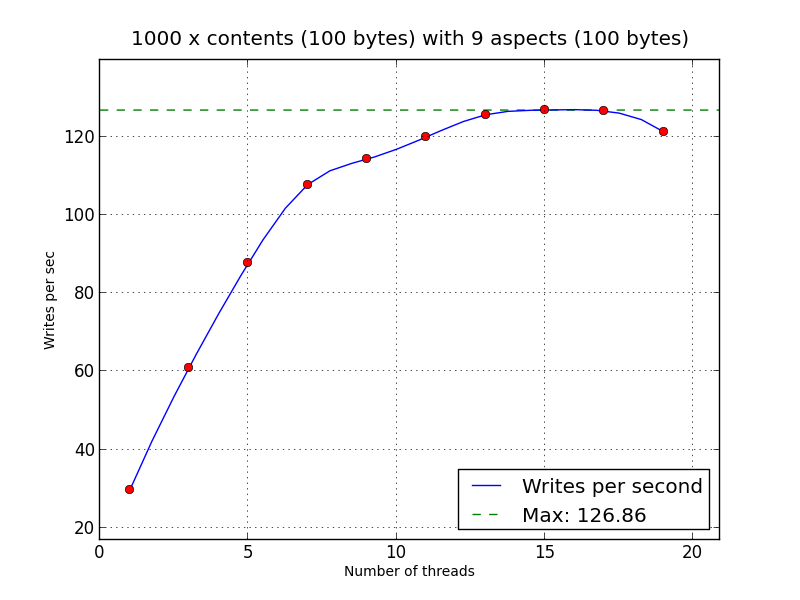 1000 x contents (100 bytes) with 9 aspects (100 bytes)
120
100
80
60
40
20
Writes per sec
Writes per second
Max: 126.86
0
5
10
15
20
Number of threads